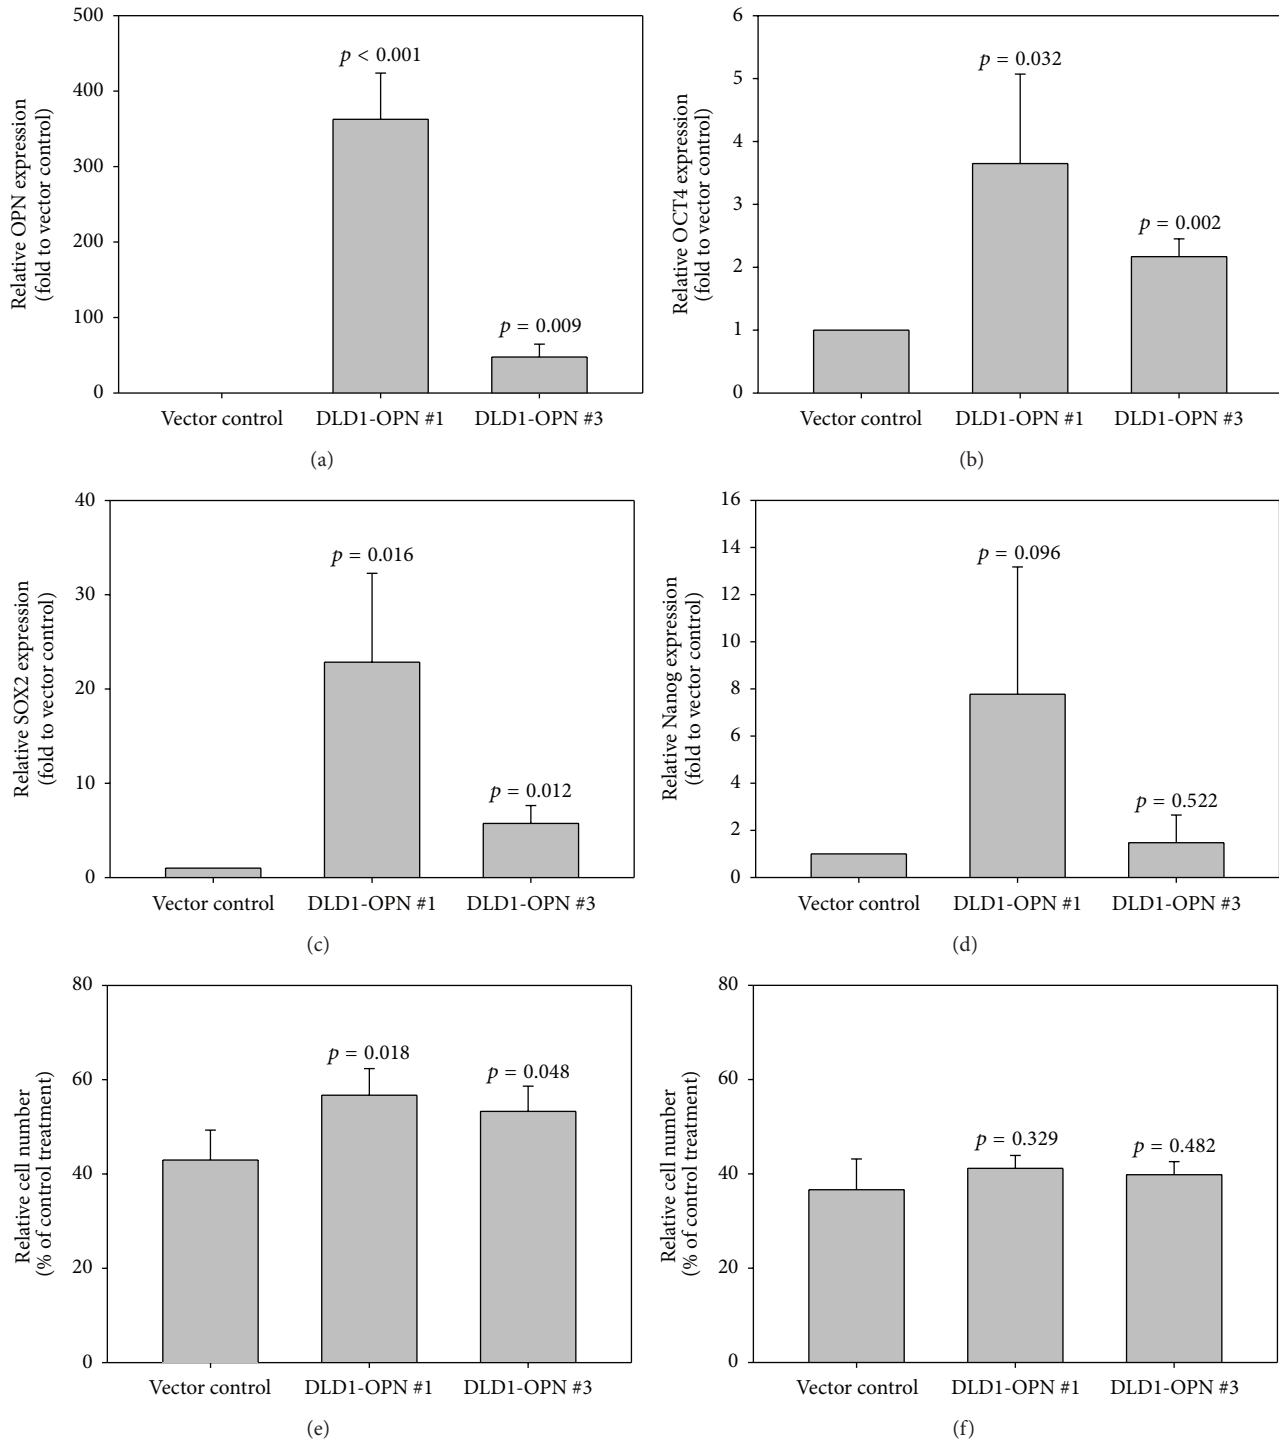 Relative OPN expression
(fold to vector control)
500
400
300
200
100
0
p < 0.001
p = 0.009
Vector control
DLD1-OPN #1
DLD1-OPN #3
(a)
Relative OCT4 expression
(fold to vector control)
6
5
4
3
2
1
0
p = 0.032
p = 0.002
Vector control
DLD1-OPN #1
DLD1-OPN #3
(b)
Relative SOX2 expression
(fold to vector control)
40
30
20
10
0
p = 0.016
p = 0.012
Vector control
DLD1-OPN #1
DLD1-OPN #3
(c)
Relative Nanog expression
(fold to vector control)
16
14
12
10
8
6
4
2
0
p = 0.096
p = 0.522
Vector control
DLD1-OPN #1
DLD1-OPN #3
(d)
Relative cell number
(% of control treatment)
80
60
40
20
0
p = 0.018
p = 0.048
Vector control
DLD1-OPN #1
DLD1-OPN #3
(e)
Relative cell number
(% of control treatment)
80
60
40
20
0
p = 0.329
p = 0.482
Vector control
DLD1-OPN #1
DLD1-OPN #3
(f)